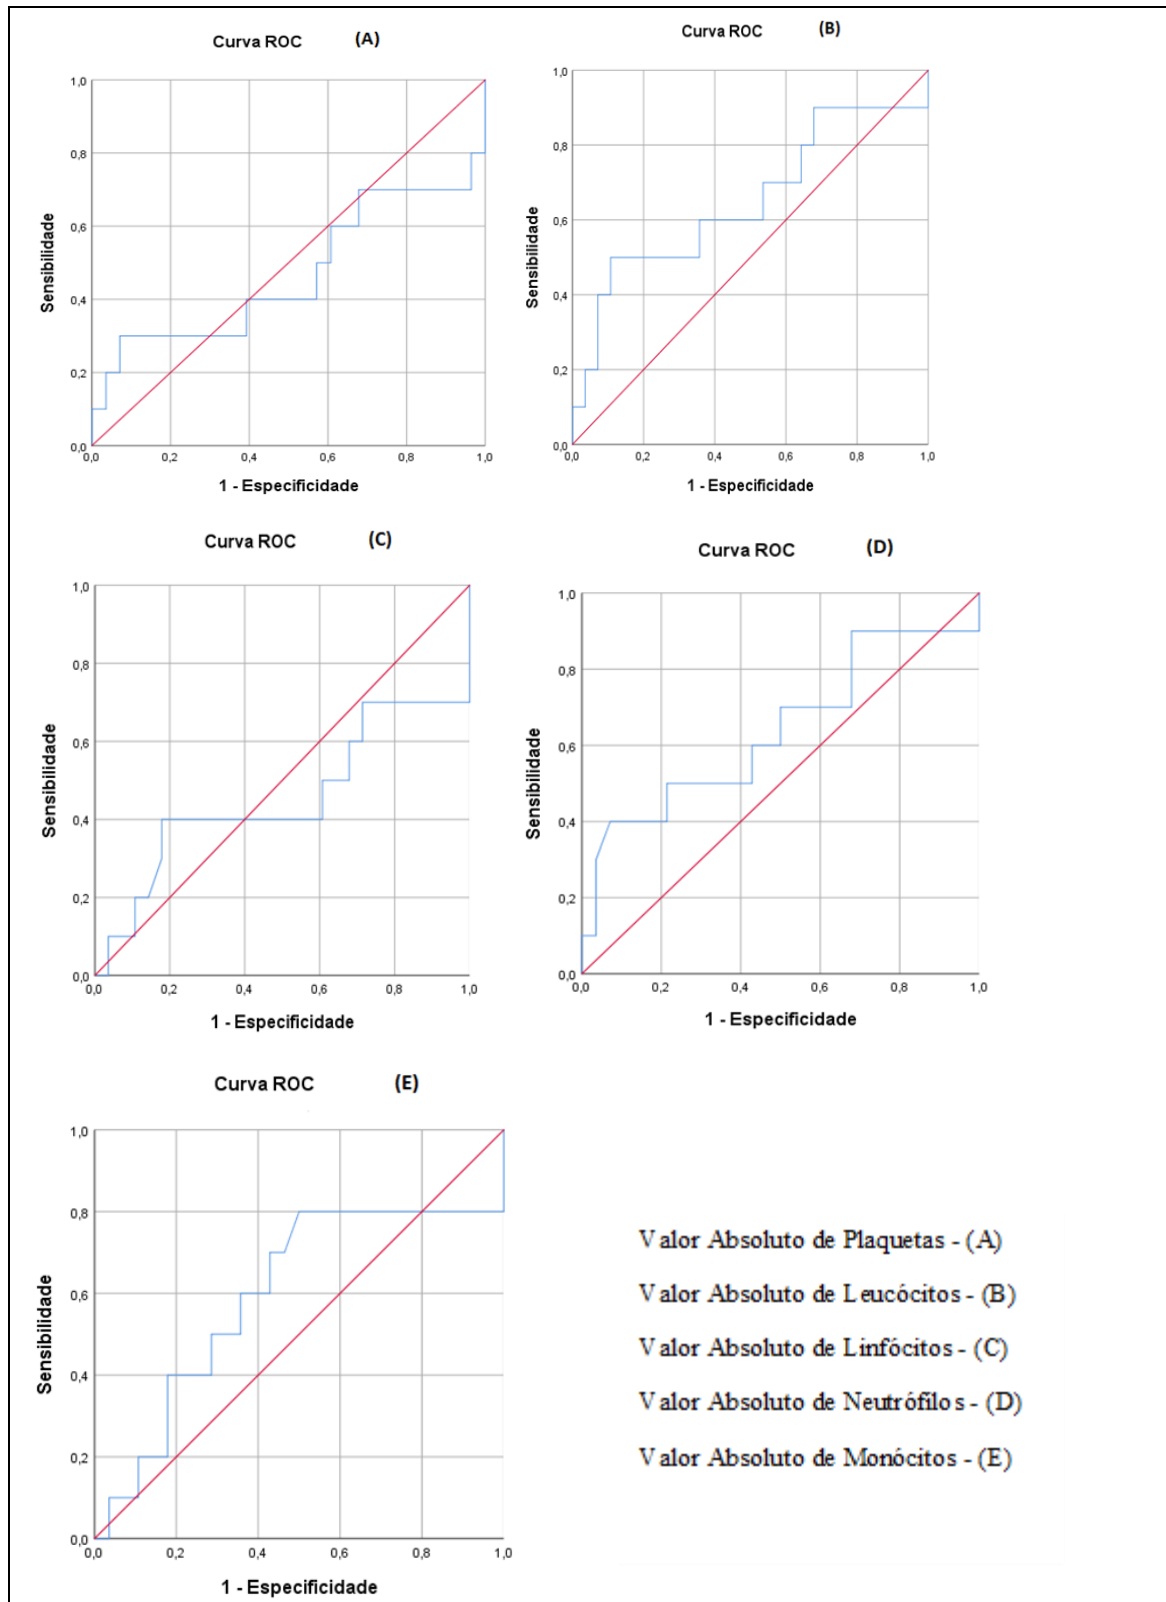 Curva ROC (A)
1,0
0,8
0,6
0,4
0,2
0,0
Sensibilidade
0,0 0,2 0,4 0,6 0,8 1,0
1 - Especificidade
Curva ROC (B)
1,0
0,8
0,6
0,4
0,2
0,0
Sensibilidade
0,0 0,2 0,4 0,6 0,8 1,0
1 - Especificidade
Curva ROC (C)
1,0
0,8
0,6
0,4
0,2
0,0
Sensibilidade
0,0 0,2 0,4 0,6 0,8 1,0
1 - Especificidade
Curva ROC (D)
1,0
0,8
0,6
0,4
0,2
0,0
Sensibilidade
0,0 0,2 0,4 0,6 0,8 1,0
1 - Especificidade
Curva ROC (E)
1,0
0,8
0,6
0,4
0,2
0,0
Sensibilidade
0,0 0,2 0,4 0,6 0,8 1,0
1 - Especificidade
Valor Absoluto de Plaquetas - (A)
Valor Absoluto de Leucócitos - (B)
Valor Absoluto de Linfócitos - (C)
Valor Absoluto de Neutrófilos - (D)
Valor Absoluto de Monócitos - (E)